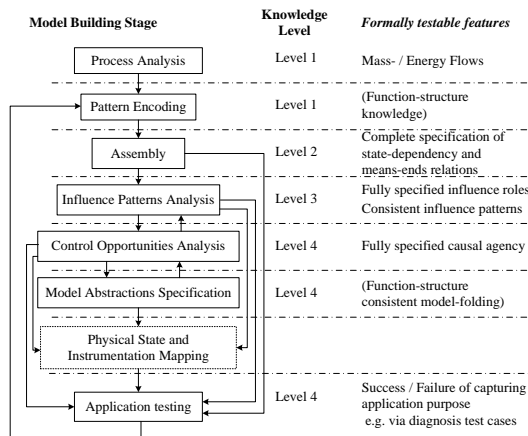 Model Building Stage
Knowledge
Level
Formally testable features
Process Analysis
Level 1
Mass- / Energy Flows
Pattern Encoding
Level 1
(Function-structure
knowledge)
Assembly
Level 2
Complete specification of
state-dependency and
means-ends relations
Influence Patterns Analysis
Level 3
Fully specified influence roles
Consistent influence patterns
Control Opportunities Analysis
Level 4
Fully specified causal agency
Model Abstractions Specification
Level 4
(Function-structure
consistent model-folding)
Physical State and
Instrumentation Mapping
Application testing
Level 4
Success / Failure of capturing
application purpose
e.g. via diagnosis test cases